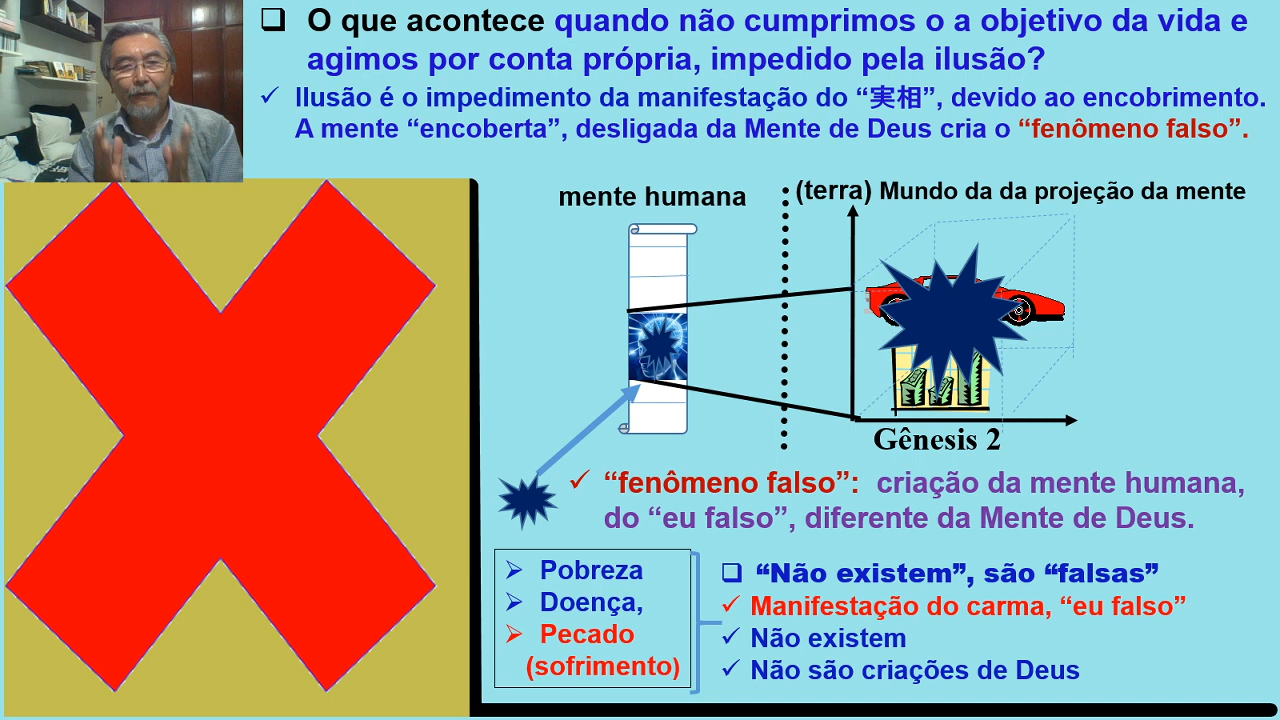 O que acontece quando não cumprimos o a objetivo da vida e
agimos por conta própria, impedido pela ilusão?
Ilusão é o impedimento da manifestação do “実相”, devido ao encobrimento.
A mente “encoberta”, desligada da Mente de Deus cria o “fenômeno falso”.
mente humana
(terra) Mundo da da projeção da mente
Gênesis 2
“fenômeno falso”: criação da mente humana,
do “eu falso”, diferente da Mente de Deus.
Pobreza
Doença,
Pecado
(sofrimento)
“Não existem”, são “falsas”
Manifestação do carma, “eu falso”
Não existem
Não são criações de Deus